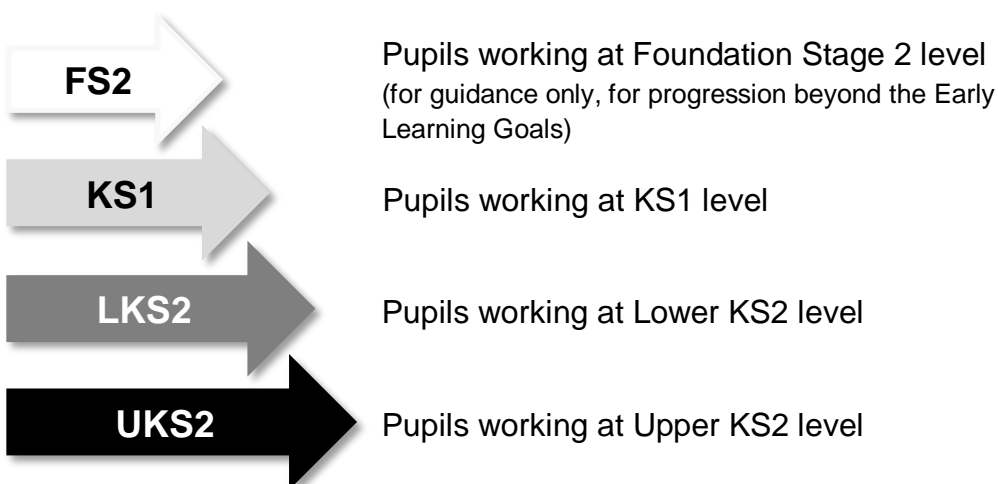 FS2
Pupils working at Foundation Stage 2 level
(for guidance only, for progression beyond the Early
Learning Goals)
KS1
Pupils working at KS1 level
LKS2
Pupils working at Lower KS2 level
UKS2
Pupils working at Upper KS2 level